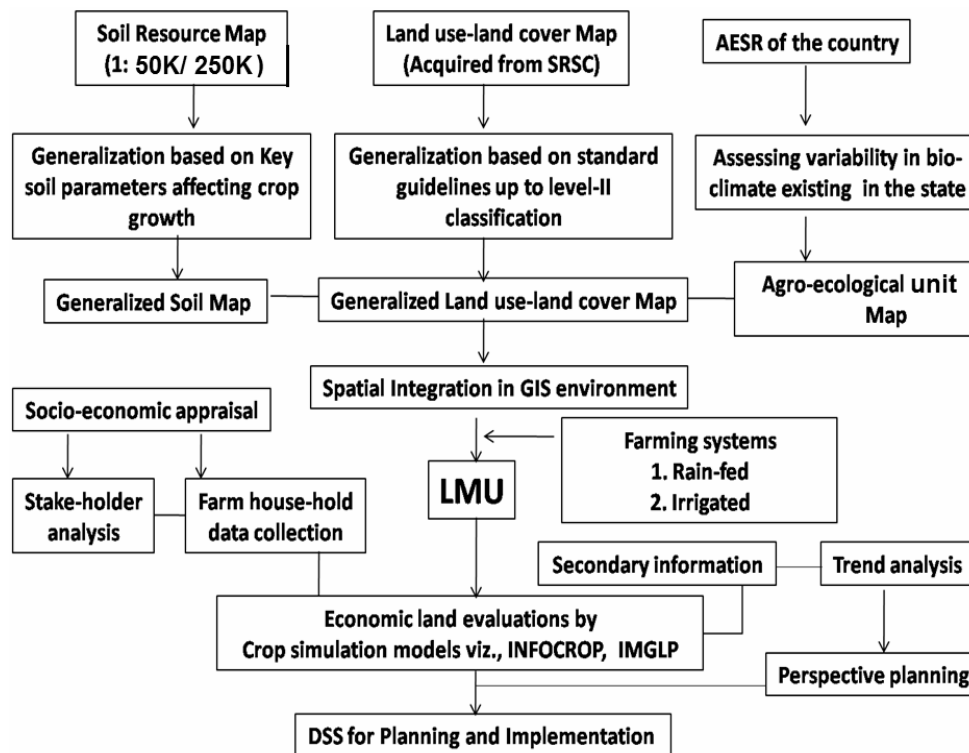 Soil Resource Map
(1: 50K/ 250K)
Land use-land cover Map
(Acquired from SRSC)
AESR of the country
Generalization based on Key
soil parameters affecting crop
growth
Generalization based on standard
guidelines up to level-II
classification
Assessing variability in bio-
climate existing in the state
Generalized Soil Map
Generalized Land use-land cover Map
Agro-ecological unit
Map
Spatial Integration in GIS environment
Socio-economic appraisal
Farming systems
1. Rain-fed
2. Irrigated
LMU
Stake-holder
analysis
Farm house-hold
data collection
Secondary information
Trend analysis
Economic land evaluations by
Crop simulation models viz., INFOCROP, IMGLP
Perspective planning
DSS for Planning and Implementation